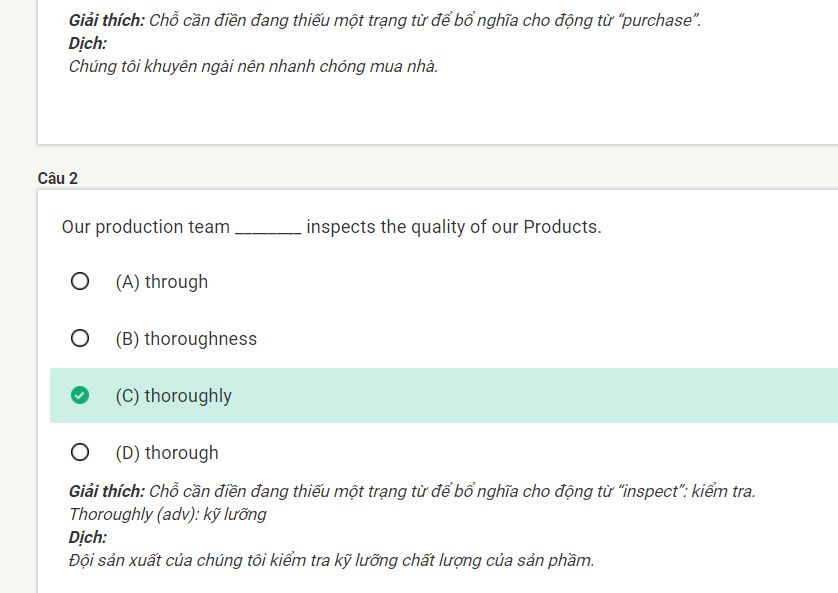 Giải thích: Chỗ cần điền đang thiếu một trạng từ để bổ nghĩa cho động từ “purchase”.
Dịch:
Chúng tôi khuyên ngài nên nhanh chóng mua nhà.
Câu 2
Our production team ________ inspects the quality of our Products.
(A) through
(B) thoroughness
(C) thoroughly
(D) thorough
Giải thích: Chỗ cần điền đang thiếu một trạng từ để bổ nghĩa cho động từ “inspect”: kiểm tra.
Thoroughly (adv): kỹ lưỡng
Dịch:
Đội sản xuất của chúng tôi kiểm tra kỹ lưỡng chất lượng của sản phầm.